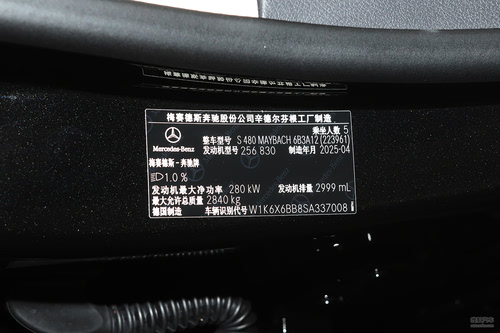 梅赛德斯奔驰股份公司辛德尔芬根工厂制造
乘坐人数 5
Mercedes-Benz
整车型号 S 480 MAYBACH 6B3A12 (223961)
发动机型号 256 830 制造年月 2025-04
梅赛德斯-奔驰牌
1.0 %
发动机最大净功率 280 kW 发动机排量 2999 mL
最大允许总质量 2840 kg
德国制造 车辆识别代号 W1K6X6BB8SA337008